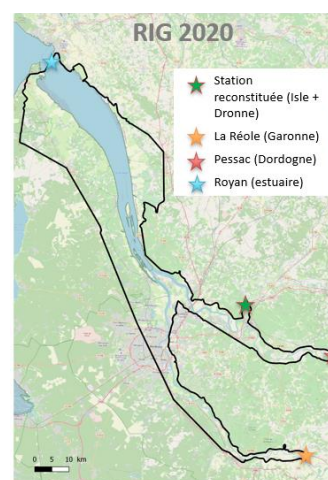 RIG 2020
Station
reconstituée (Isle +
Dronne)
La Réole (Garonne)
Pessac (Dordogne)
Royan (estuaire)
0 5 10 km